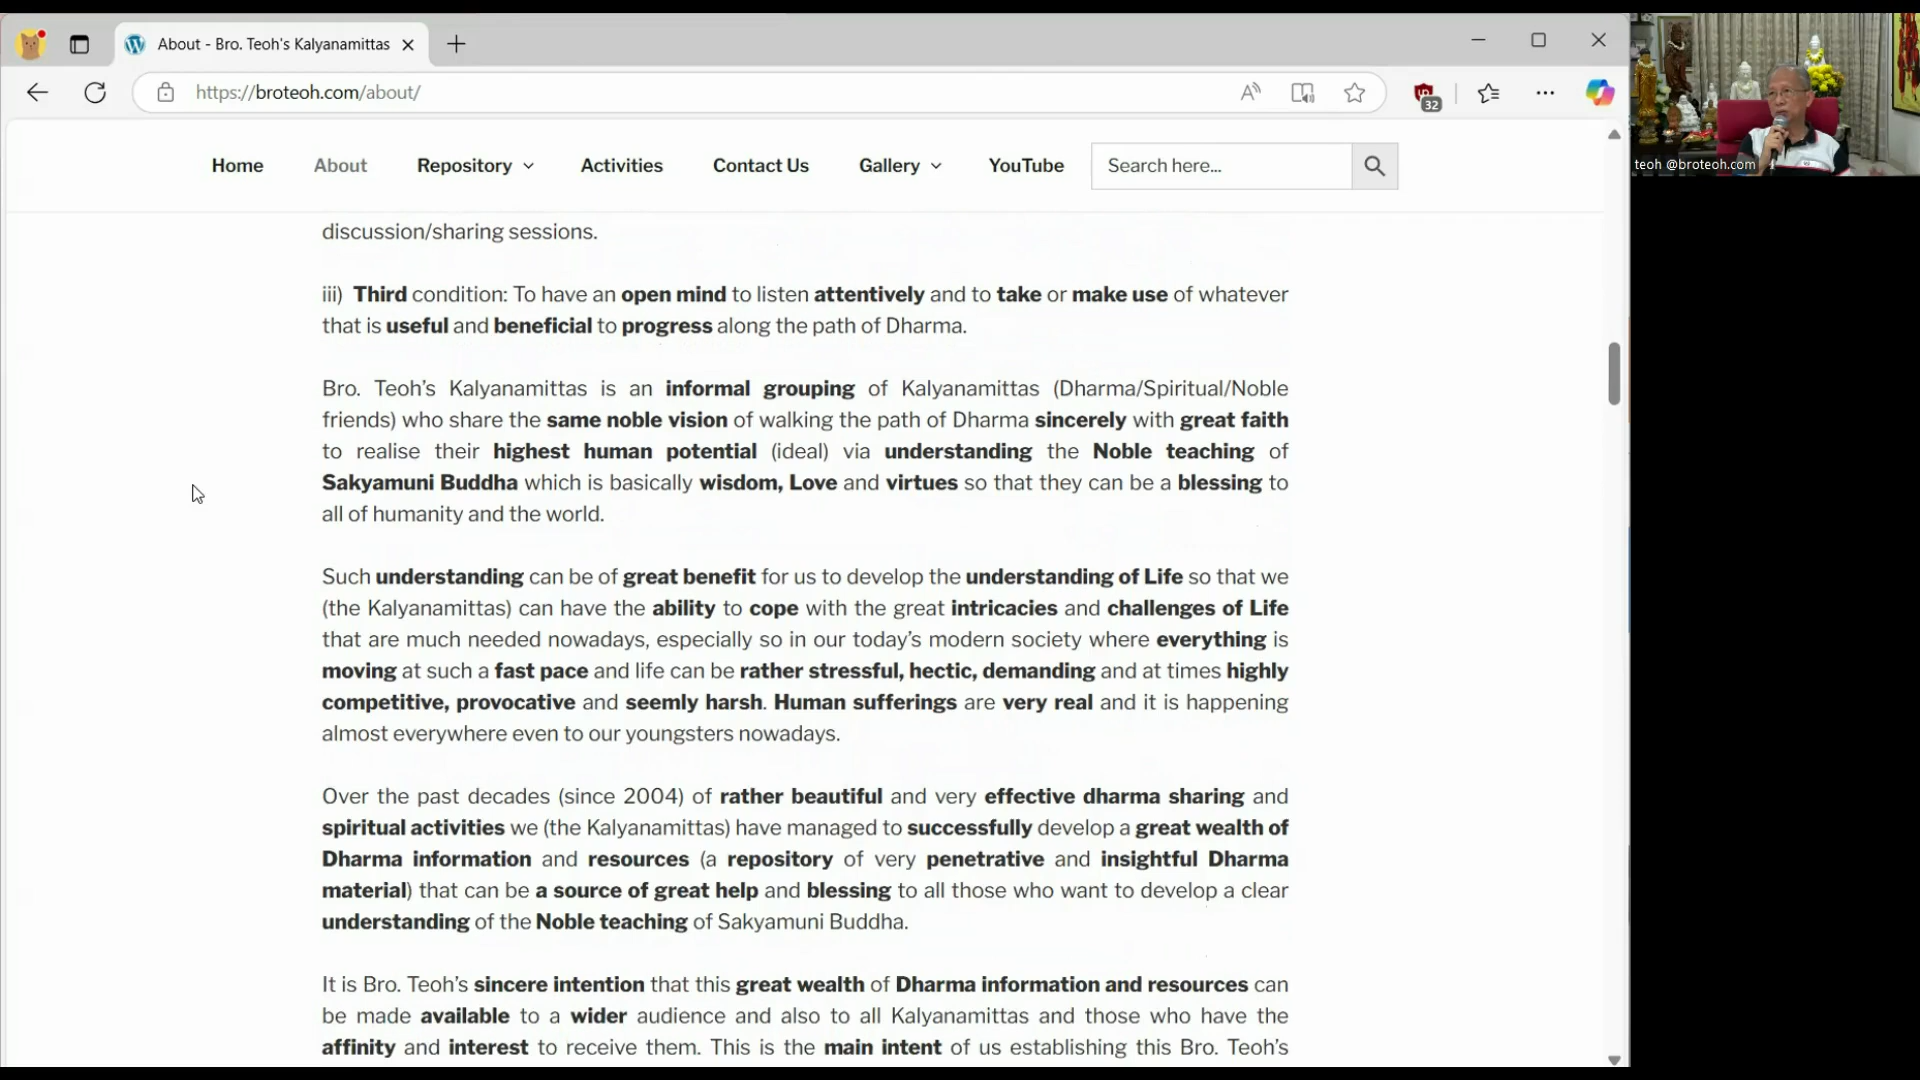 About - Bro. Teoh's Kalyanamittas
https://broteoh.com/about/
32
teoh @broteoh.com
Home About Repository Activities Contact Us Gallery YouTube Search here...
discussion/sharing sessions.
iii) Third condition: To have an open mind to listen attentively and to take or make use of whatever
that is useful and beneficial to progress along the path of Dharma.
Bro. Teoh’s Kalyanamittas is an informal grouping of Kalyanamittas (Dharma/Spiritual/Noble
friends) who share the same noble vision of walking the path of Dharma sincerely with great faith
to realise their highest human potential (ideal) via understanding the Noble teaching of
Sakyamuni Buddha which is basically wisdom, Love and virtues so that they can be a blessing to
all of humanity and the world.
Such understanding can be of great benefit for us to develop the understanding of Life so that we
(the Kalyanamittas) can have the ability to cope with the great intricacies and challenges of Life
that are much needed nowadays, especially so in our today’s modern society where everything is
moving at such a fast pace and life can be rather stressful, hectic, demanding and at times highly
competitive, provocative and seemly harsh. Human sufferings are very real and it is happening
almost everywhere even to our youngsters nowadays.
Over the past decades (since 2004) of rather beautiful and very effective dharma sharing and
spiritual activities we (the Kalyanamittas) have managed to successfully develop a great wealth of
Dharma information and resources (a repository of very penetrative and insightful Dharma
material) that can be a source of great help and blessing to all those who want to develop a clear
understanding of the Noble teaching of Sakyamuni Buddha.
It is Bro. Teoh’s sincere intention that this great wealth of Dharma information and resources can
be made available to a wider audience and also to all Kalyanamittas and those who have the
affinity and interest to receive them. This is the main intent of us establishing this Bro. Teoh’s